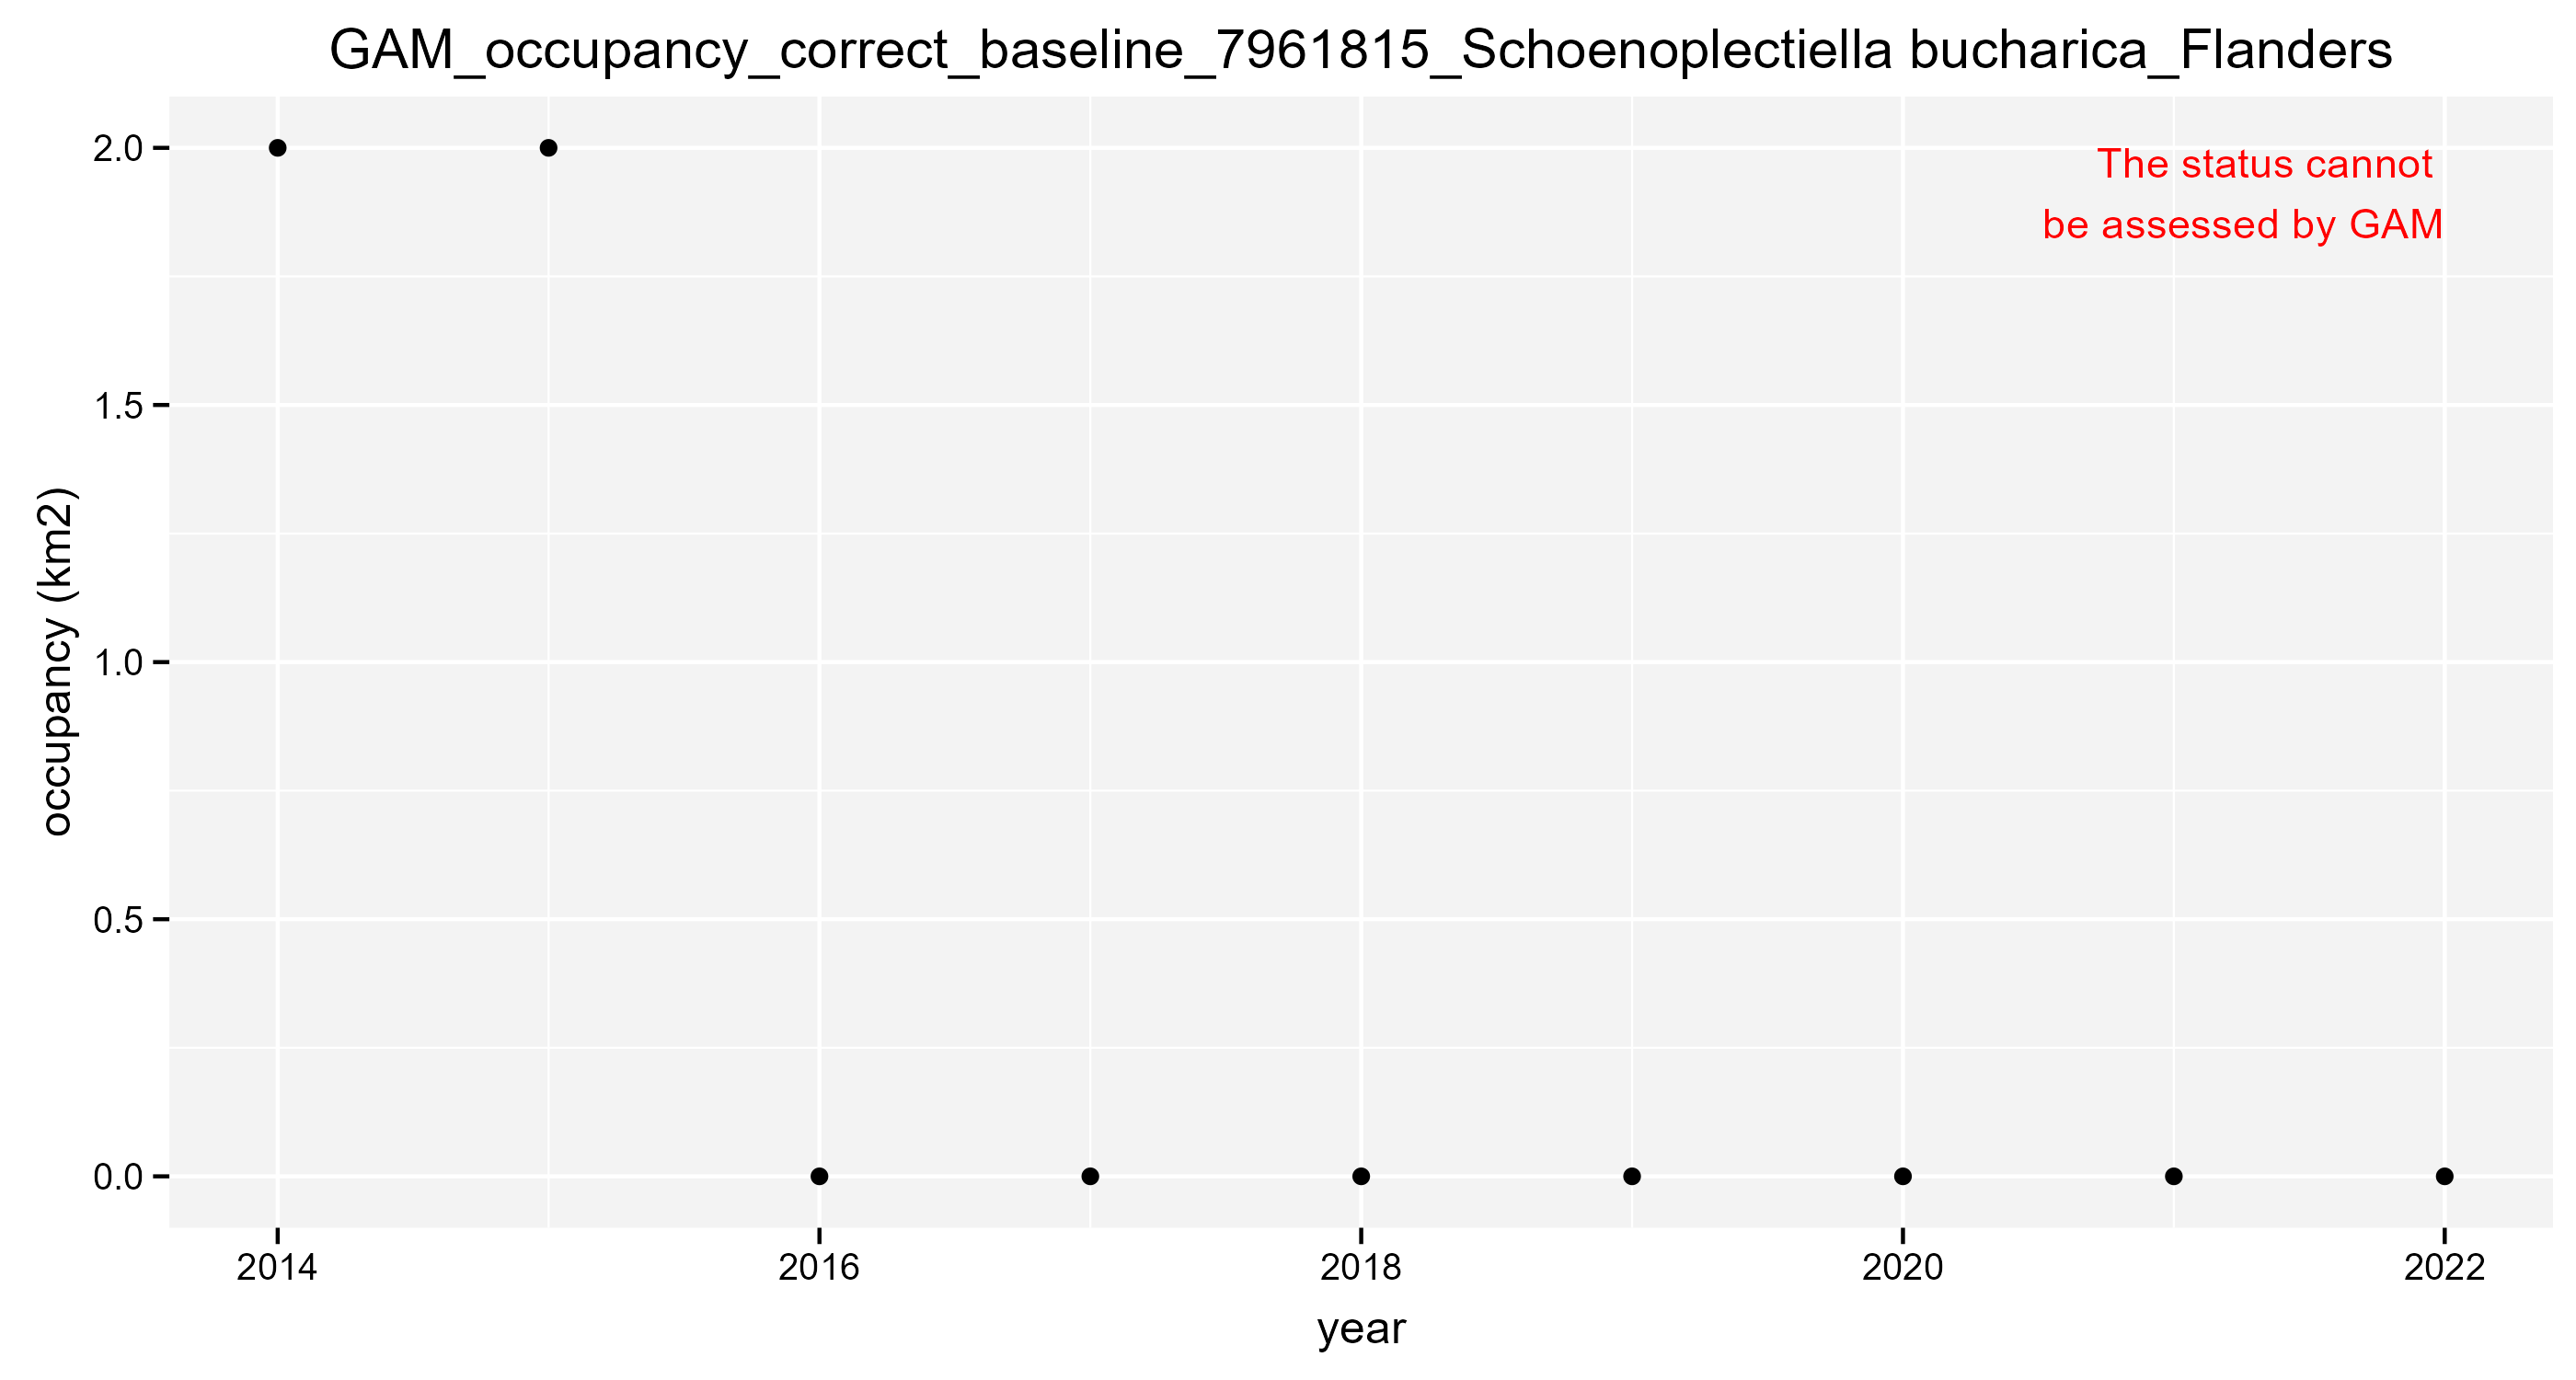 GAM_occupancy_correct_baseline_7961815_Schoenoplectiella bucharica_Flanders
The status cannot
be assessed by GAM
occupancy (km2)
2.0
1.5
1.0
0.5
0.0
2014 2016 2018 2020 2022
year